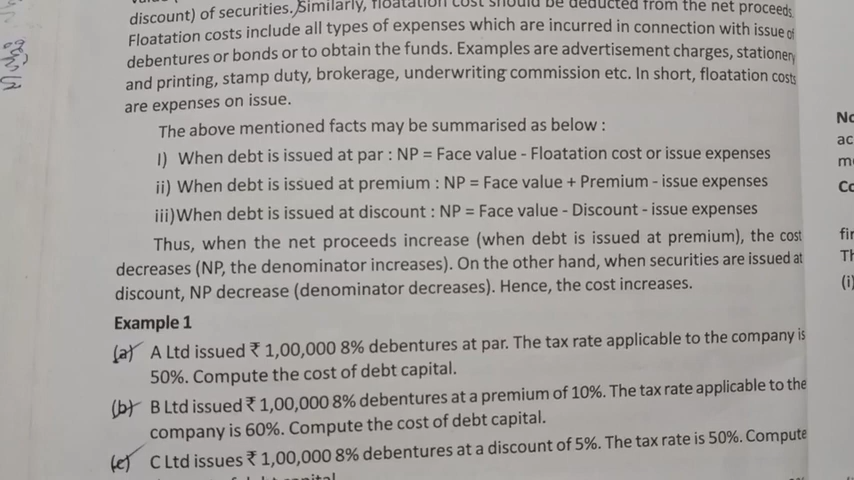 discount) of securities. Similarly, floatation cost should be deducted from the net proceeds.
Floatation costs include all types of expenses which are incurred in connection with issue of
debentures or bonds or to obtain the funds. Examples are advertisement charges, stationery
and printing, stamp duty, brokerage, underwriting commission etc. In short, floatation costs
are expenses on issue.
The above mentioned facts may be summarised as below :
I) When debt is issued at par : NP = Face value - Floatation cost or issue expenses
ii) When debt is issued at premium : NP = Face value + Premium - issue expenses
iii) When debt is issued at discount : NP = Face value - Discount - issue expenses
Thus, when the net proceeds increase (when debt is issued at premium), the cost
decreases (NP, the denominator increases). On the other hand, when securities are issued at
discount, NP decrease (denominator decreases). Hence, the cost increases.
Example 1
(a) A Ltd issued ₹ 1,00,000 8% debentures at par. The tax rate applicable to the company is
50%. Compute the cost of debt capital.
(b) B Ltd issued ₹ 1,00,000 8% debentures at a premium of 10%. The tax rate applicable to the
company is 60%. Compute the cost of debt capital.
(c) C Ltd issues ₹ 1,00,000 8% debentures at a discount of 5%. The tax rate is 50%. Compute
No
ac
Co
fir
Th
(i)